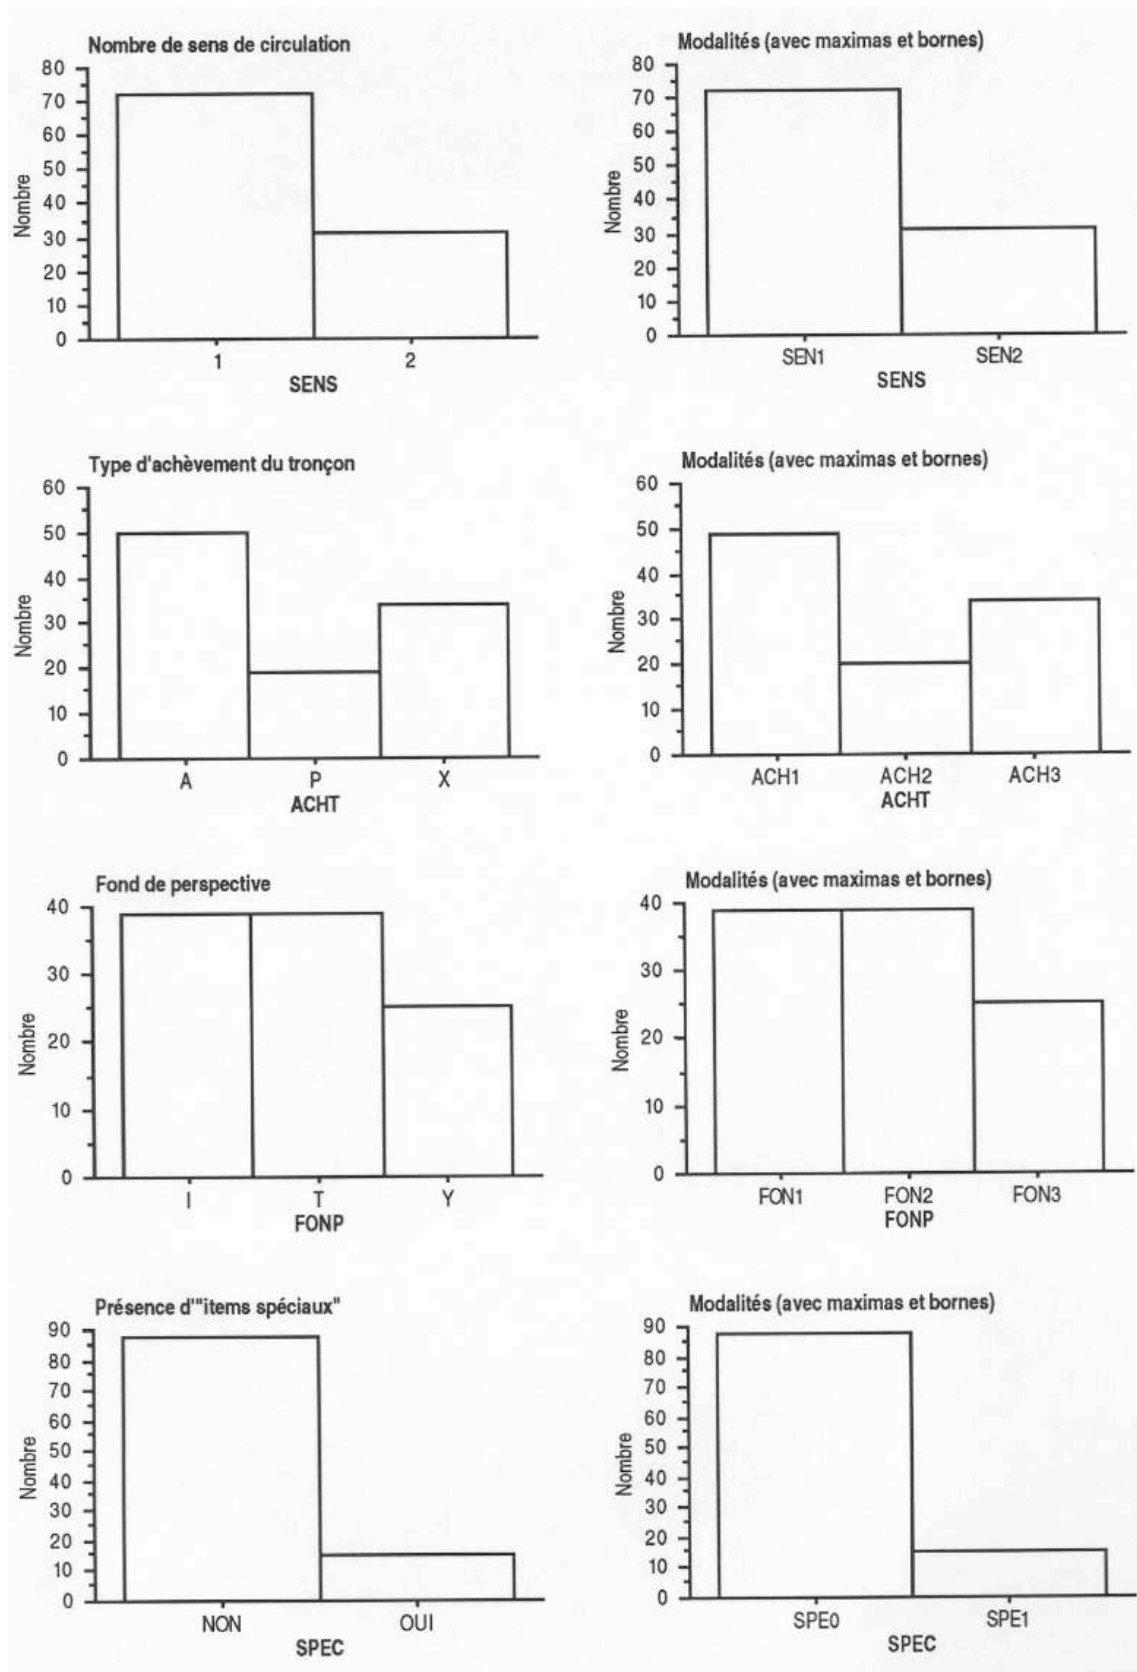 Nombre de sens de circulation
80
70
60
50
40
30
20
10
0
Nombre
1 2
SENS
Modalités (avec maximas et bornes)
80
70
60
50
40
30
20
10
0
Nombre
SEN1 SEN2
SENS
Type d'achèvement du tronçon
60
50
40
30
20
10
0
Nombre
A P X
ACHT
Modalités (avec maximas et bornes)
60
50
40
30
20
10
0
Nombre
ACH1 ACH2 ACH3
ACHT
Fond de perspective
40
30
20
10
0
Nombre
I T Y
FONP
Modalités (avec maximas et bornes)
40
30
20
10
0
Nombre
FON1 FON2 FON3
FONP
Présence d'"items spéciaux"
90
80
70
60
50
40
30
20
10
0
Nombre
NON OUI
SPEC
Modalités (avec maximas et bornes)
90
80
70
60
50
40
30
20
10
0
Nombre
SPE0 SPE1
SPEC